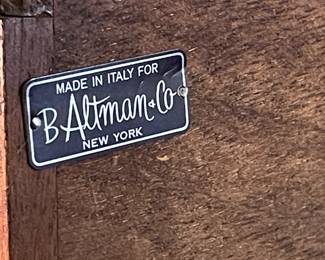 MADE IN ITALY FOR
B Altman & Co
NEW YORK